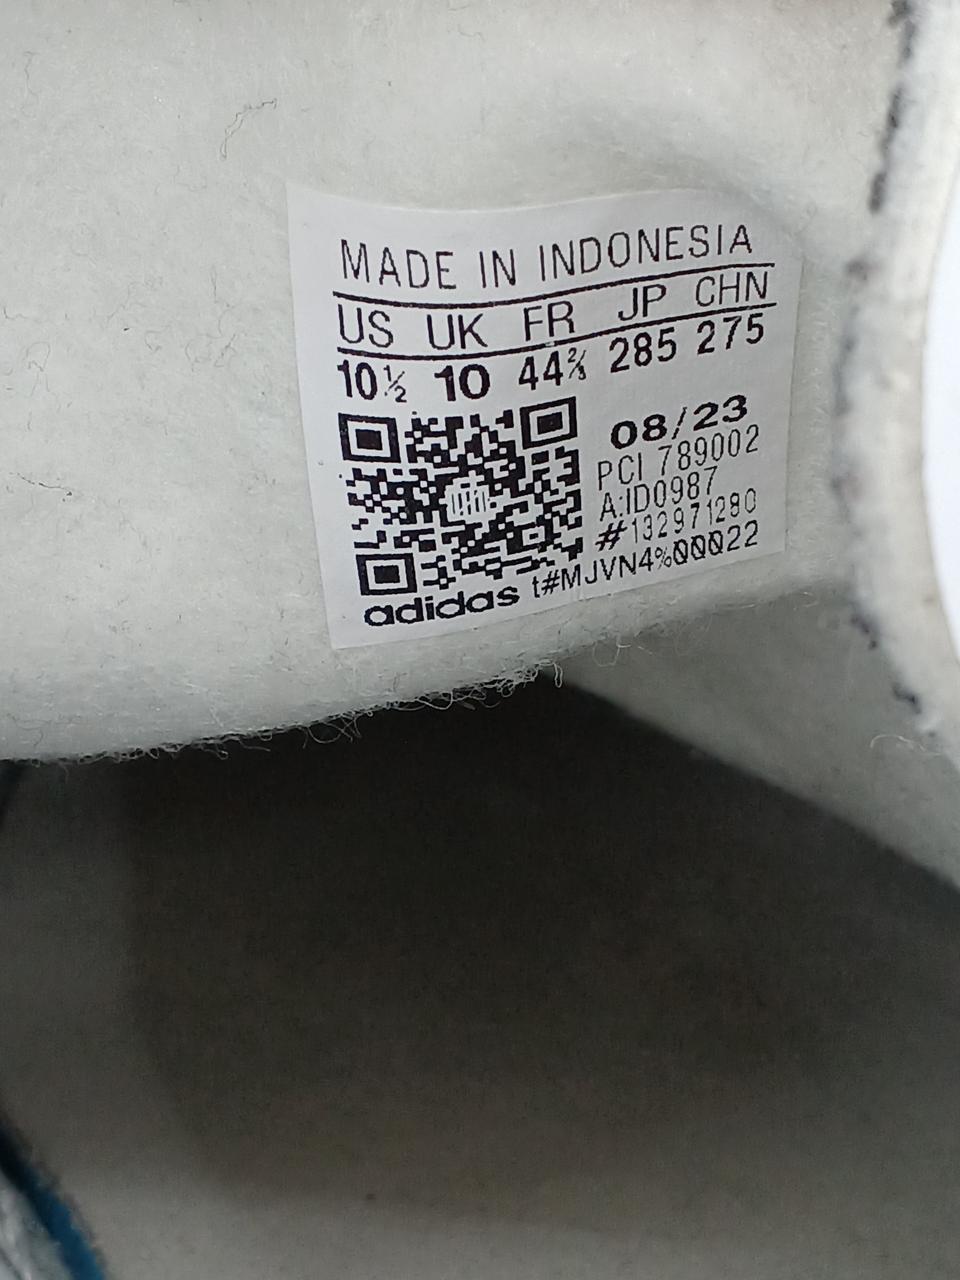 MADE IN INDONESIA
US UK FR JP CHN
10½ 10 44⅔ 285 275
08/23
PCI 789002
A:ID0987
#132971280
t#MJVN4%00022
adidas